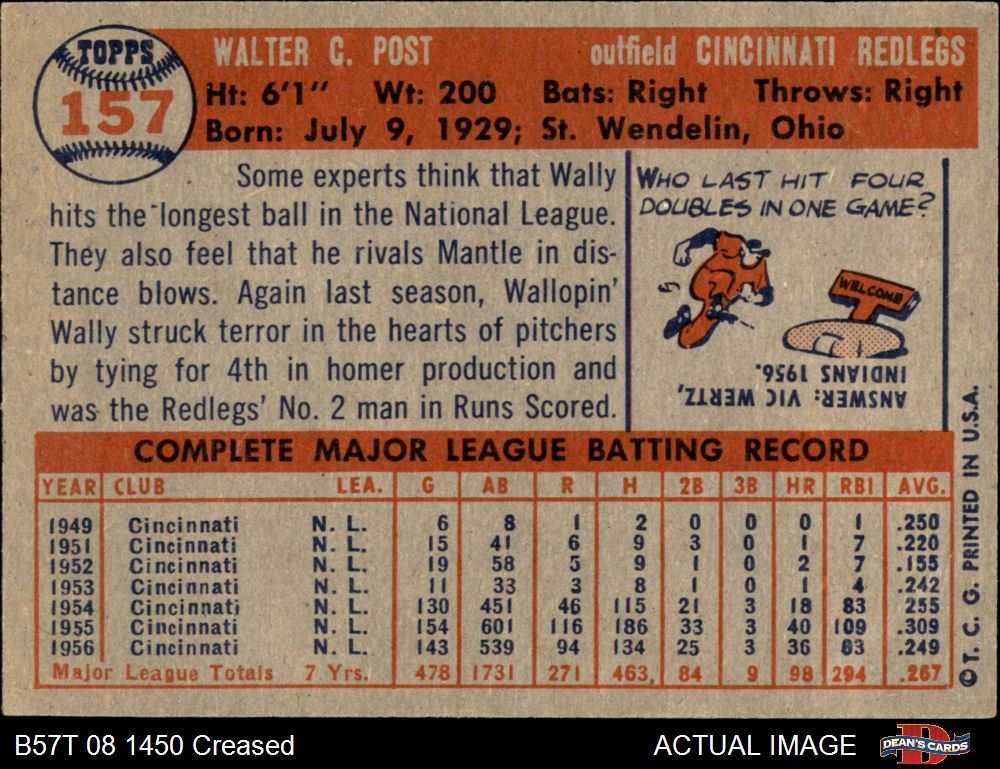 TOPPS
157
WALTER C. POST outfield CINCINNATI REDLEGS
Ht: 6'1" Wt: 200 Bats: Right Throws: Right
Born: July 9, 1929; St. Wendelin, Ohio
Some experts think that Wally
hits the longest ball in the National League.
They also feel that he rivals Mantle in dis-
tance blows. Again last season, Wallopin'
Wally struck terror in the hearts of pitchers
by tying for 4th in homer production and
was the Redlegs' No. 2 man in Runs Scored.
WHO LAST HIT FOUR
DOUBLES IN ONE GAME?
WELCOME
ANSWER: VIC WERTZ,
INDIANS 1956.
COMPLETE MAJOR LEAGUE BATTING RECORD
YEAR CLUB LEA. G AB R H 2B 3B HR RBI AVG.
1949 Cincinnati N. L. 6 8 1 2 0 0 0 1 .250
1951 Cincinnati N. L. 15 41 6 9 3 0 1 7 .220
1952 Cincinnati N. L. 19 58 5 9 1 0 2 7 .155
1953 Cincinnati N. L. 11 33 3 8 1 0 1 4 .242
1954 Cincinnati N. L. 130 451 46 115 21 3 18 83 .255
1955 Cincinnati N. L. 154 601 116 186 33 3 40 109 .309
1956 Cincinnati N. L. 143 539 94 134 25 3 36 83 .249
Major League Totals 7 Yrs. 478 1731 271 463 84 9 98 294 .267
©T. C. G. PRINTED IN U.S.A.
B57T 08 1450 Creased ACTUAL IMAGE
DEAN'S CARDS